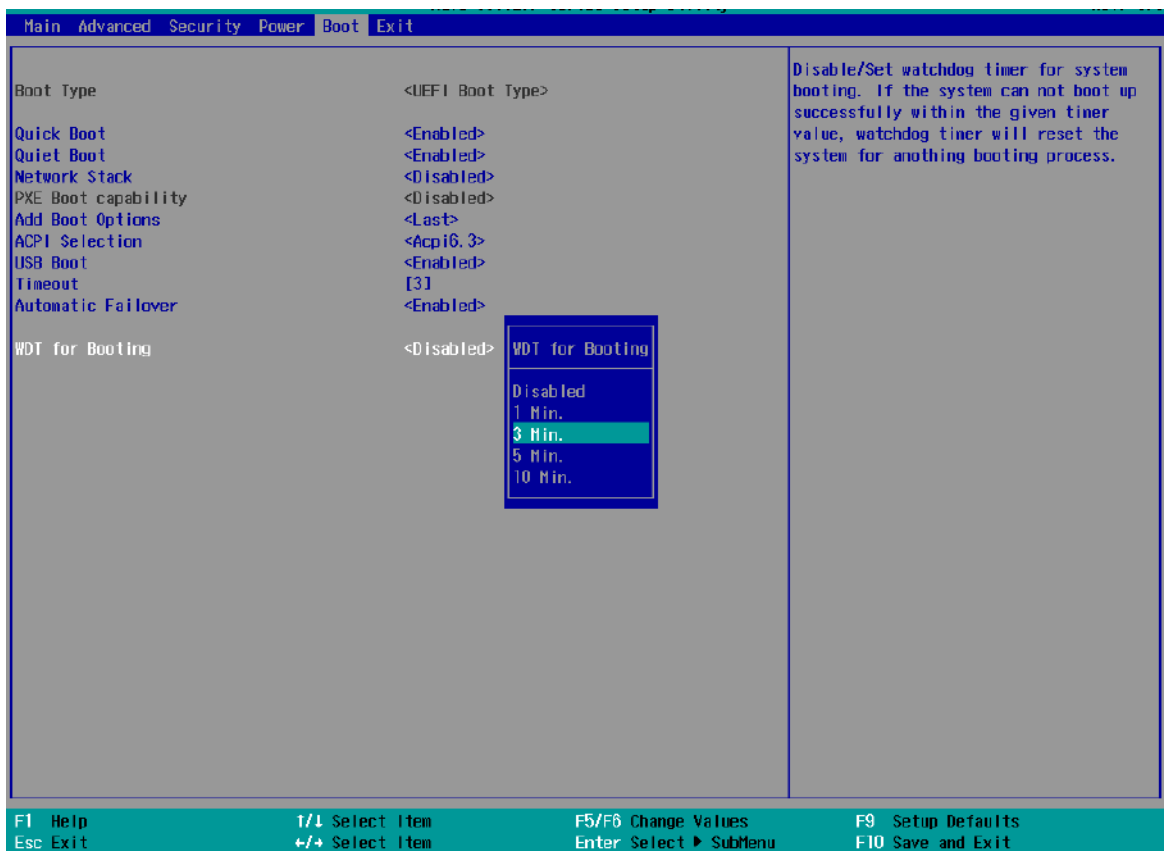 Main Advanced Security Power Boot Exit
Boot Type <UEFI Boot Type>
Quick Boot <Enabled>
Quiet Boot <Enabled>
Network Stack <Disabled>
PXE Boot capability <Disabled>
Add Boot Options <Last>
ACPI Selection <Acpi6.3>
USB Boot <Enabled>
Timeout [3]
Automatic Failover <Enabled>
WDT for Booting <Disabled>
WDT for Booting
Disabled
1 Min.
3 Min.
5 Min.
10 Min.
Disable/Set watchdog timer for system
booting. If the system can not boot up
successfully within the given timer
value, watchdog timer will reset the
system for anothing booting process.
F1 Help ↑/↓ Select Item F5/F6 Change Values F9 Setup Defaults
Esc Exit ←/→ Select Item Enter Select ▶ SubMenu F10 Save and Exit